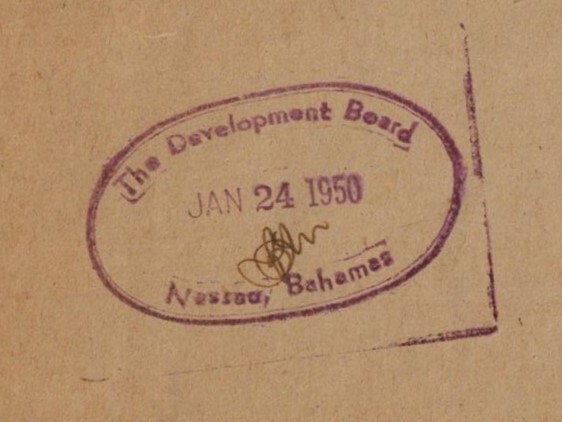 The Development Board
JAN 24 1950
Nassau, Bahamas